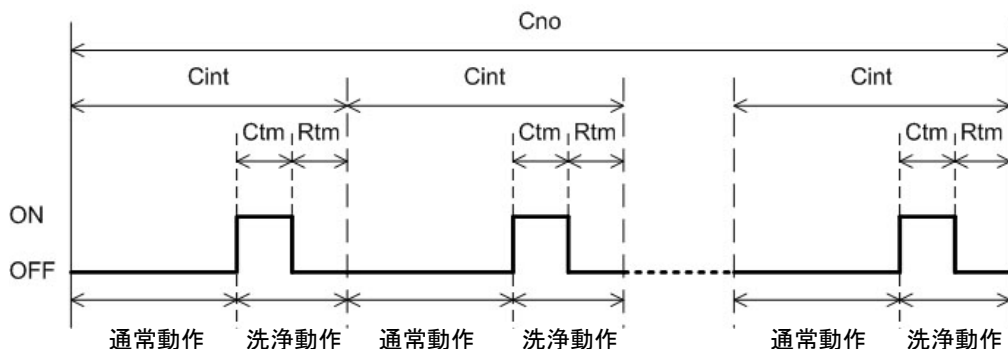 Cno
Cint Cint Cint
Ctm Rtm Ctm Rtm Ctm Rtm
ON
OFF
通常動作 洗浄動作 通常動作 洗浄動作 通常動作 洗浄動作